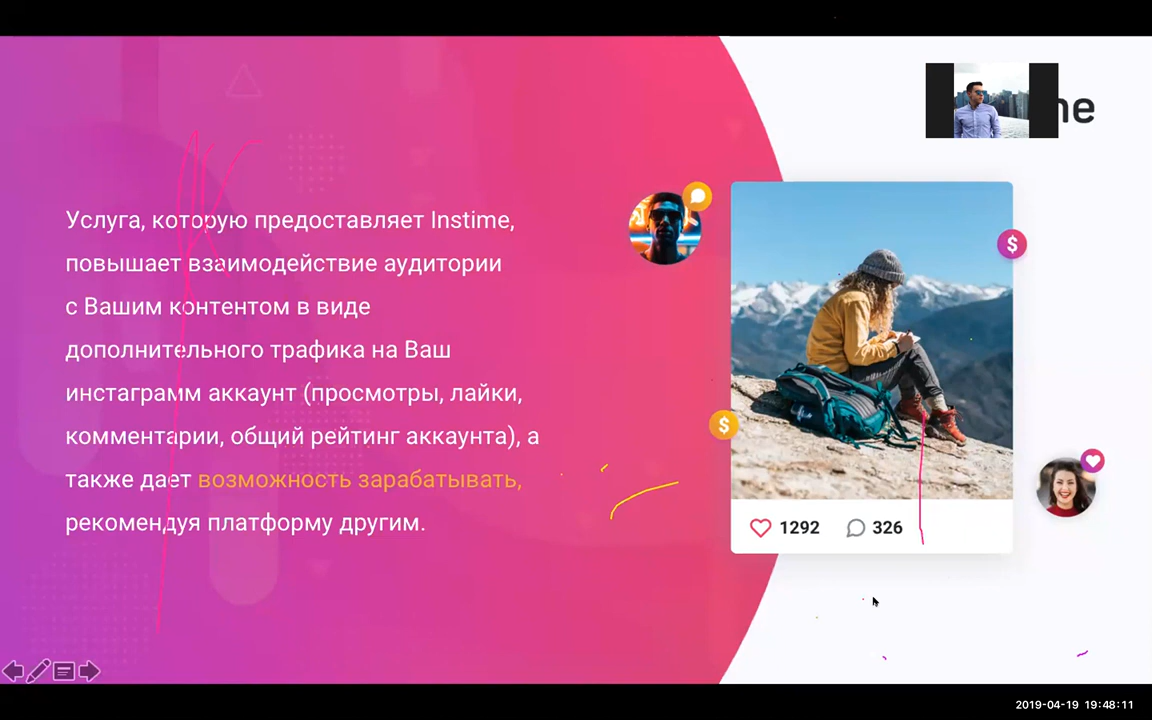 Услуга, которую предоставляет Instime,
повышает взаимодействие аудитории
с Вашим контентом в виде
дополнительного трафика на Ваш
инстаграмм аккаунт (просмотры, лайки,
комментарии, общий рейтинг аккаунта), а
также дает возможность зарабатывать,
рекомендуя платформу другим.
$
$
1292 326
2019-04-19 19:48:11